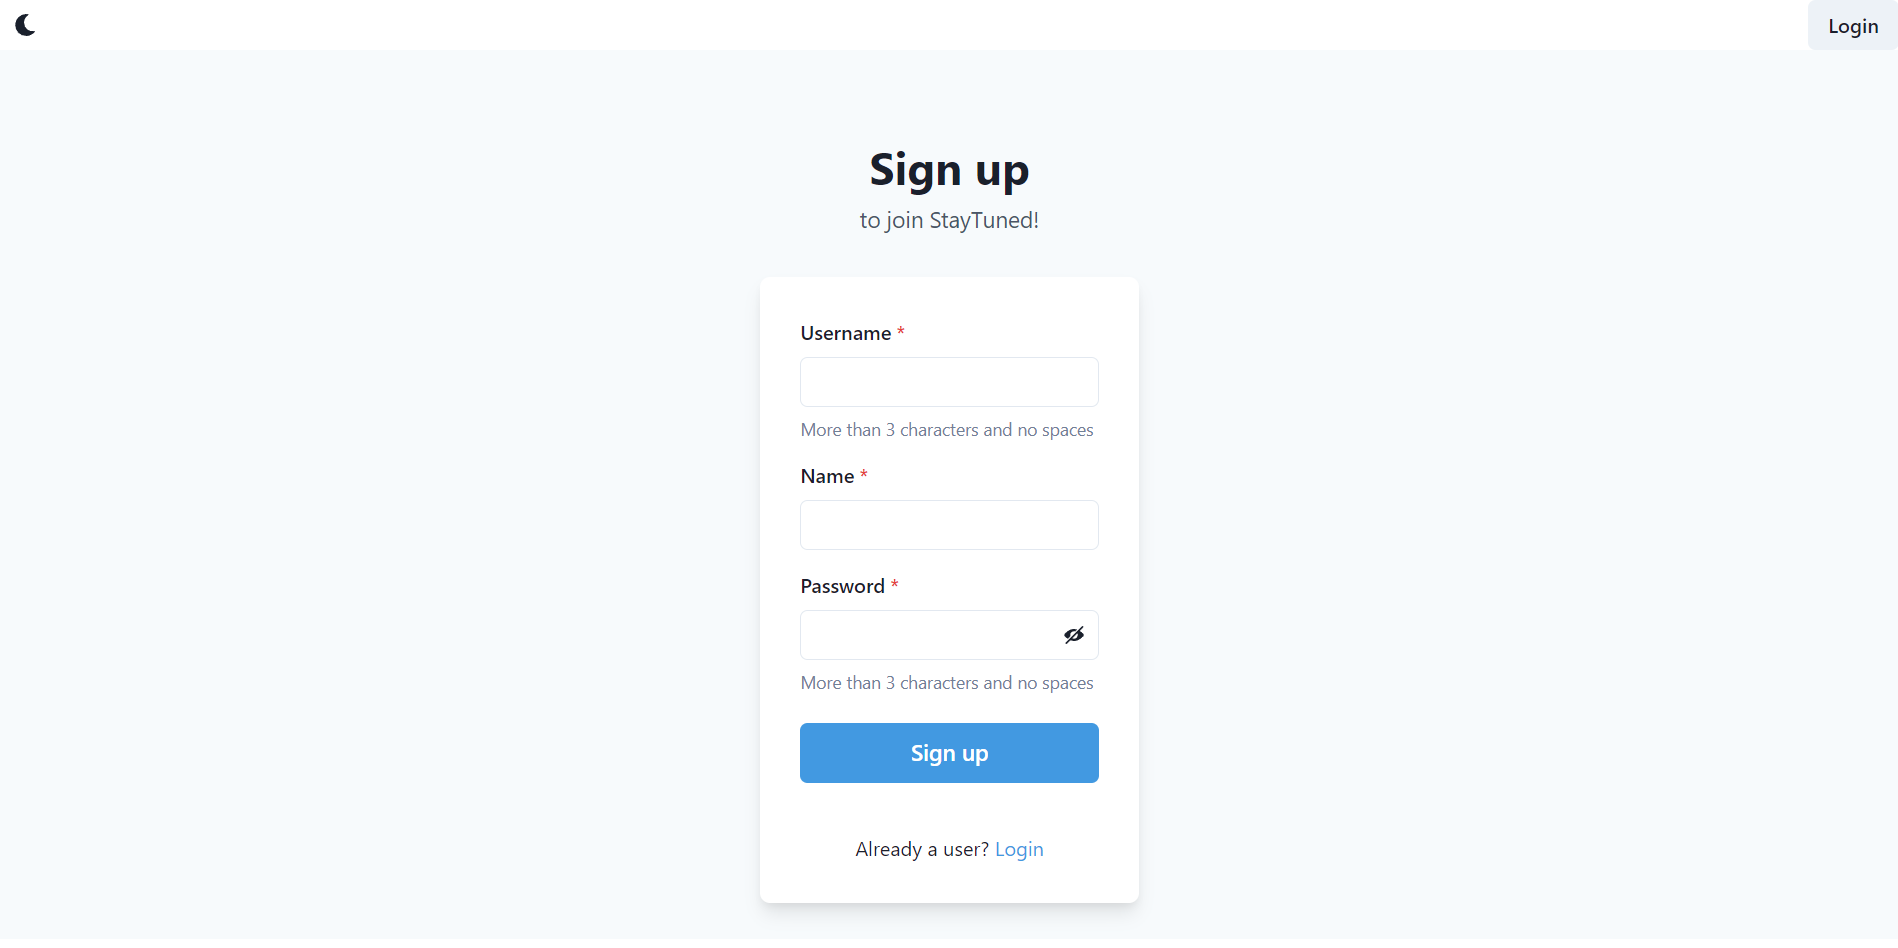 Login
Sign up
to join StayTuned!
Username *
More than 3 characters and no spaces
Name *
Password *
More than 3 characters and no spaces
Sign up
Already a user? Login